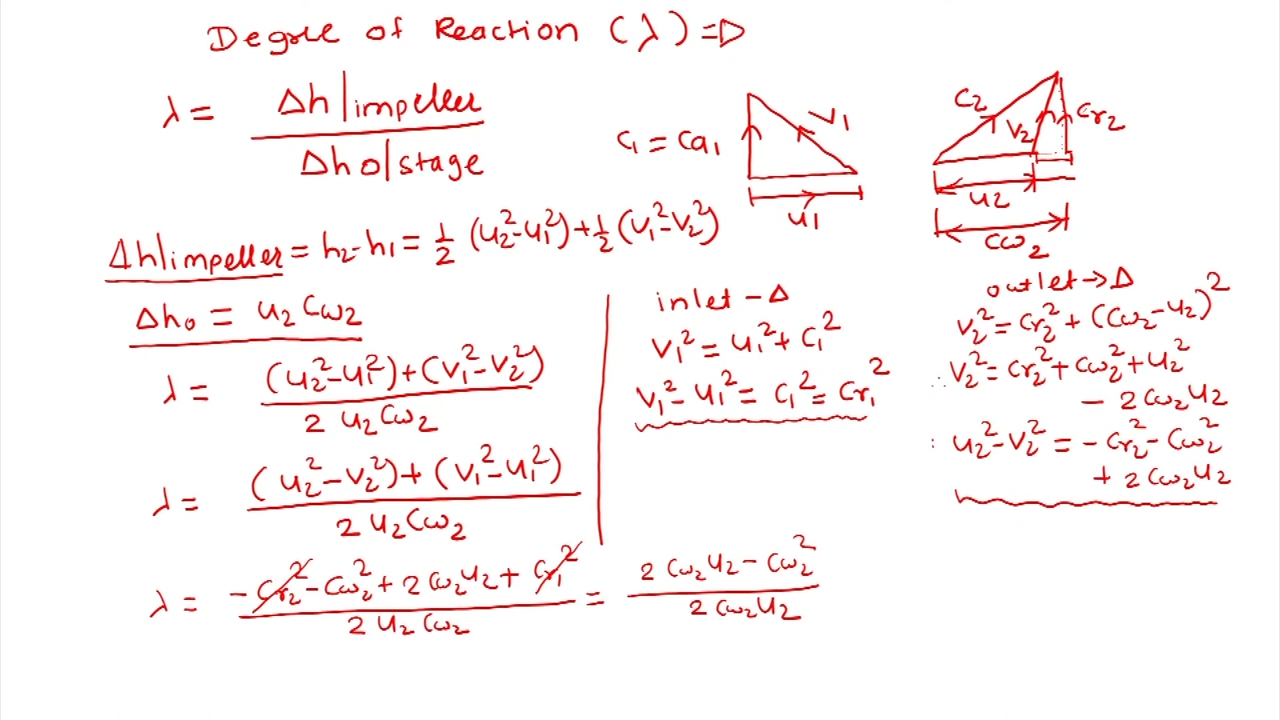 Degree of Reaction (λ) ⇒
λ = Δh|impeller / Δho|stage
C₁ = Ca₁
V₁
u₁
C₂
V₂
Cr₂
u₂
Cω₂
Δh|impeller = h₂-h₁ = 1/2 (u₂²-u₁²)+1/2 (V₁²-V₂²)
Δh₀ = u₂ Cω₂
λ = (u₂²-u₁²)+(V₁²-V₂²) / 2 u₂ Cω₂
λ = (u₂²-V₂²)+ (V₁²-u₁²) / 2 u₂ Cω₂
inlet - Δ
V₁² = u₁²+ C₁²
V₁²- u₁² = C₁² = Cr₁²
outlet → Δ
V₂² = Cr₂² + (Cω₂-u₂)²
∴ V₂² = Cr₂² + Cω₂² + u₂²
- 2 Cω₂ u₂
: u₂²-V₂² = - Cr₂² - Cω₂²
+ 2 Cω₂ u₂
λ = - Cr₂² - Cω₂² + 2 Cω₂ u₂ + Cr₁² / 2 u₂ Cω₂ = 2 Cω₂ u₂ - Cω₂² / 2 Cω₂ u₂